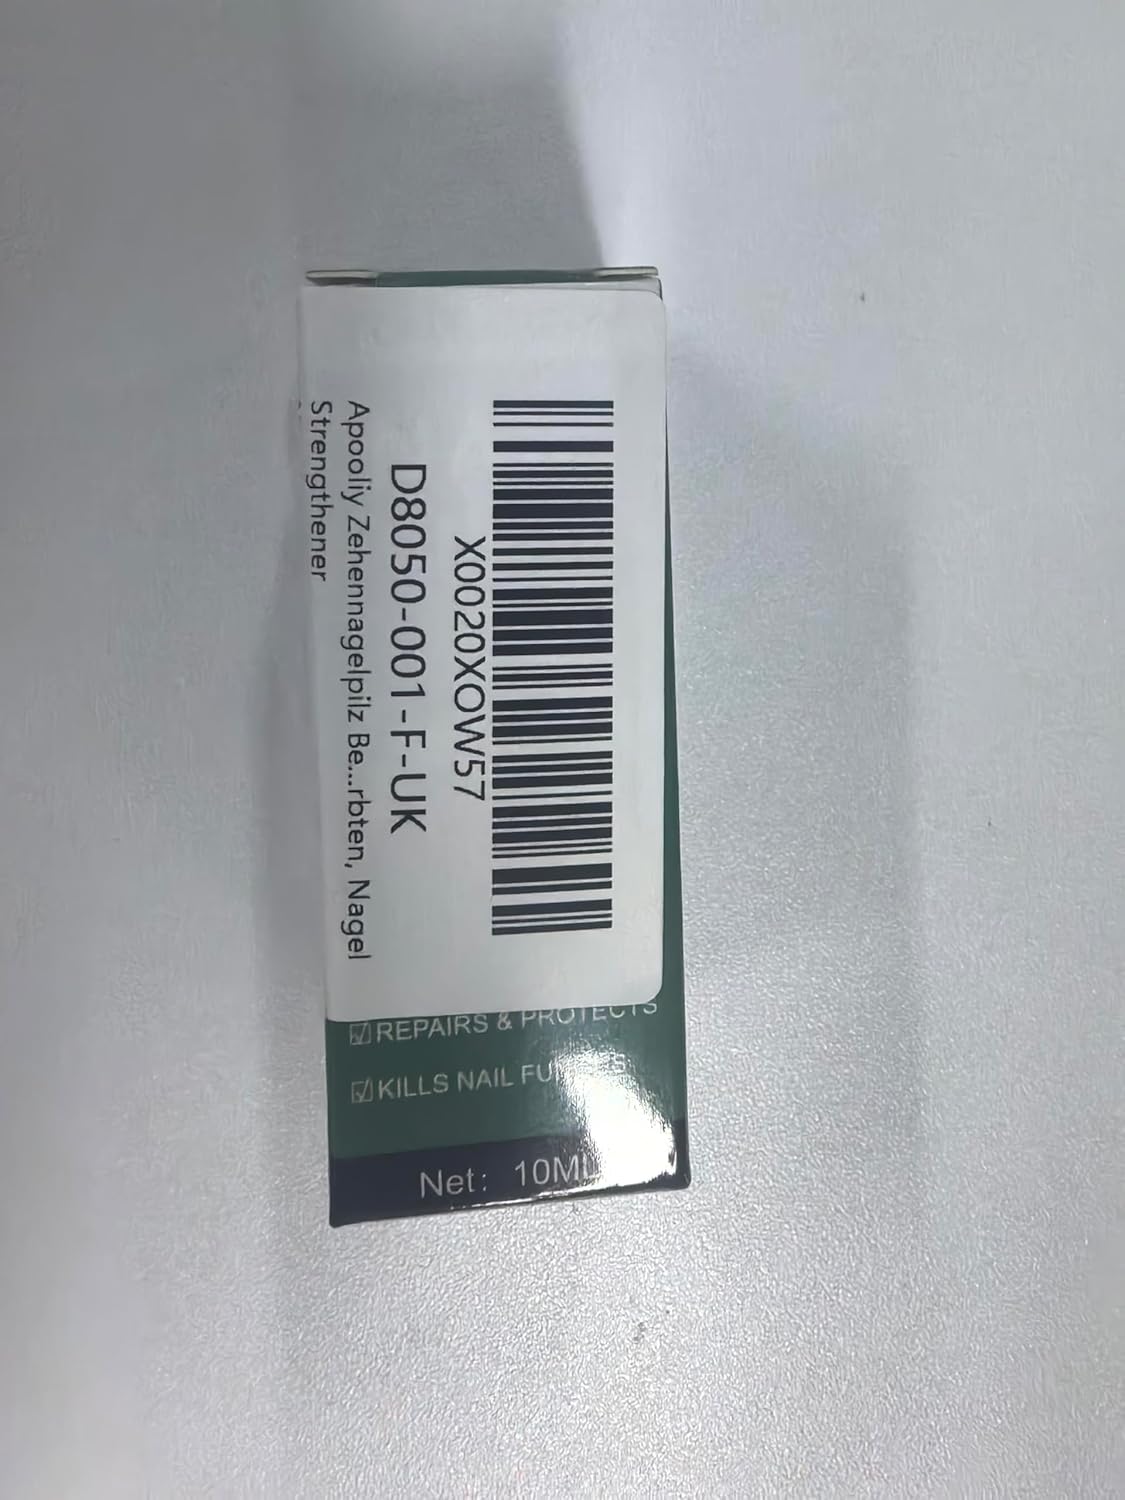 X0020XOW57
D8050-001-F-UK
Apooliy Zehennagelpilz Be...rbten, Nagel
Strengthener
☑REPAIRS & PROTECTS
☑KILLS NAIL
Net: 10ML